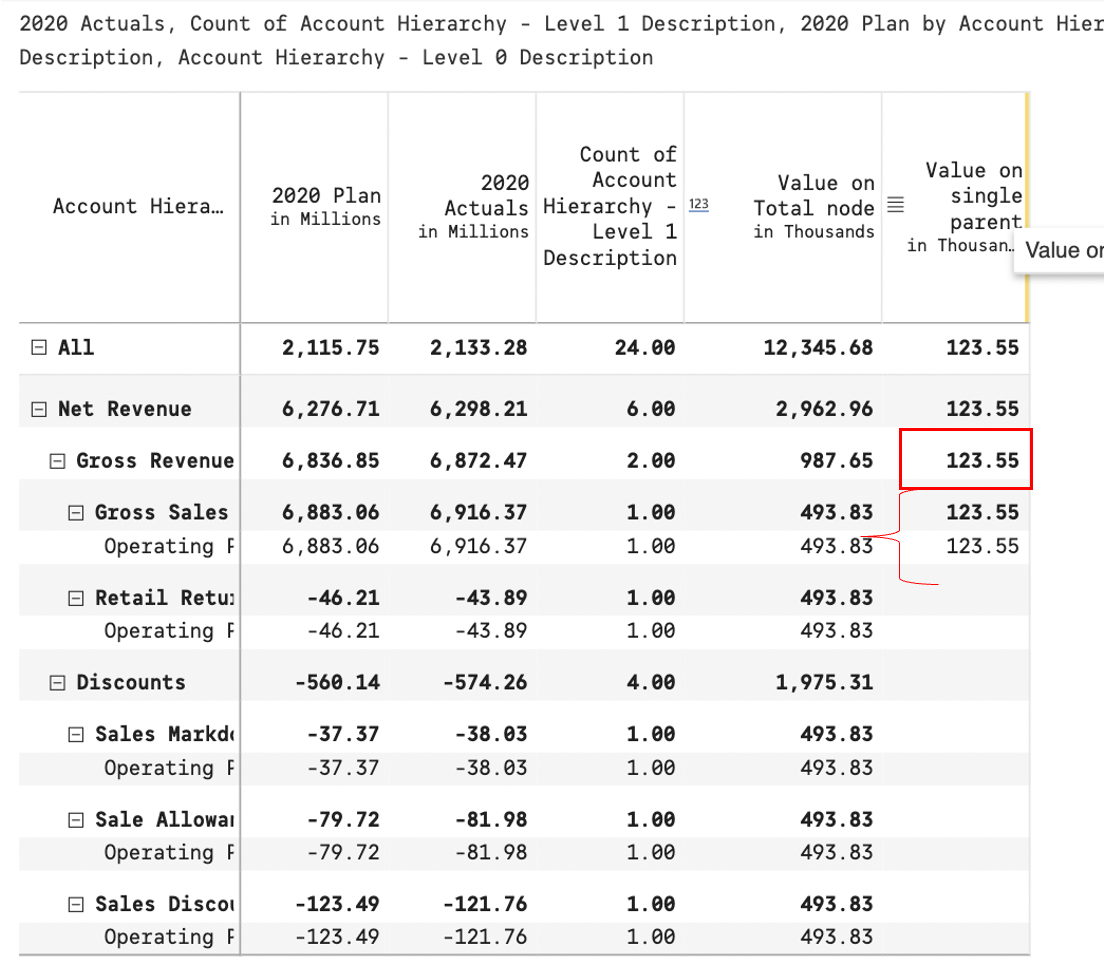 2020 Actuals, Count of Account Hierarchy - Level 1 Description, 2020 Plan by Account Hier
Description, Account Hierarchy - Level 0 Description
Account Hiera… 2020 Plan in Millions 2020 Actuals in Millions Count of Account Hierarchy - Level 1 Description 123 Value on Total node in Thousands Value on single parent in Thousan…
Value or
All 2,115.75 2,133.28 24.00 12,345.68 123.55
Net Revenue 6,276.71 6,298.21 6.00 2,962.96 123.55
Gross Revenue 6,836.85 6,872.47 2.00 987.65 123.55
Gross Sales 6,883.06 6,916.37 1.00 493.83 123.55
Operating 6,883.06 6,916.37 1.00 493.83 123.55
Retail Retu -46.21 -43.89 1.00 493.83
Operating -46.21 -43.89 1.00 493.83
Discounts -560.14 -574.26 4.00 1,975.31
Sales Markd -37.37 -38.03 1.00 493.83
Operating -37.37 -38.03 1.00 493.83
Sale Allowa -79.72 -81.98 1.00 493.83
Operating -79.72 -81.98 1.00 493.83
Sales Disco -123.49 -121.76 1.00 493.83
Operating -123.49 -121.76 1.00 493.83